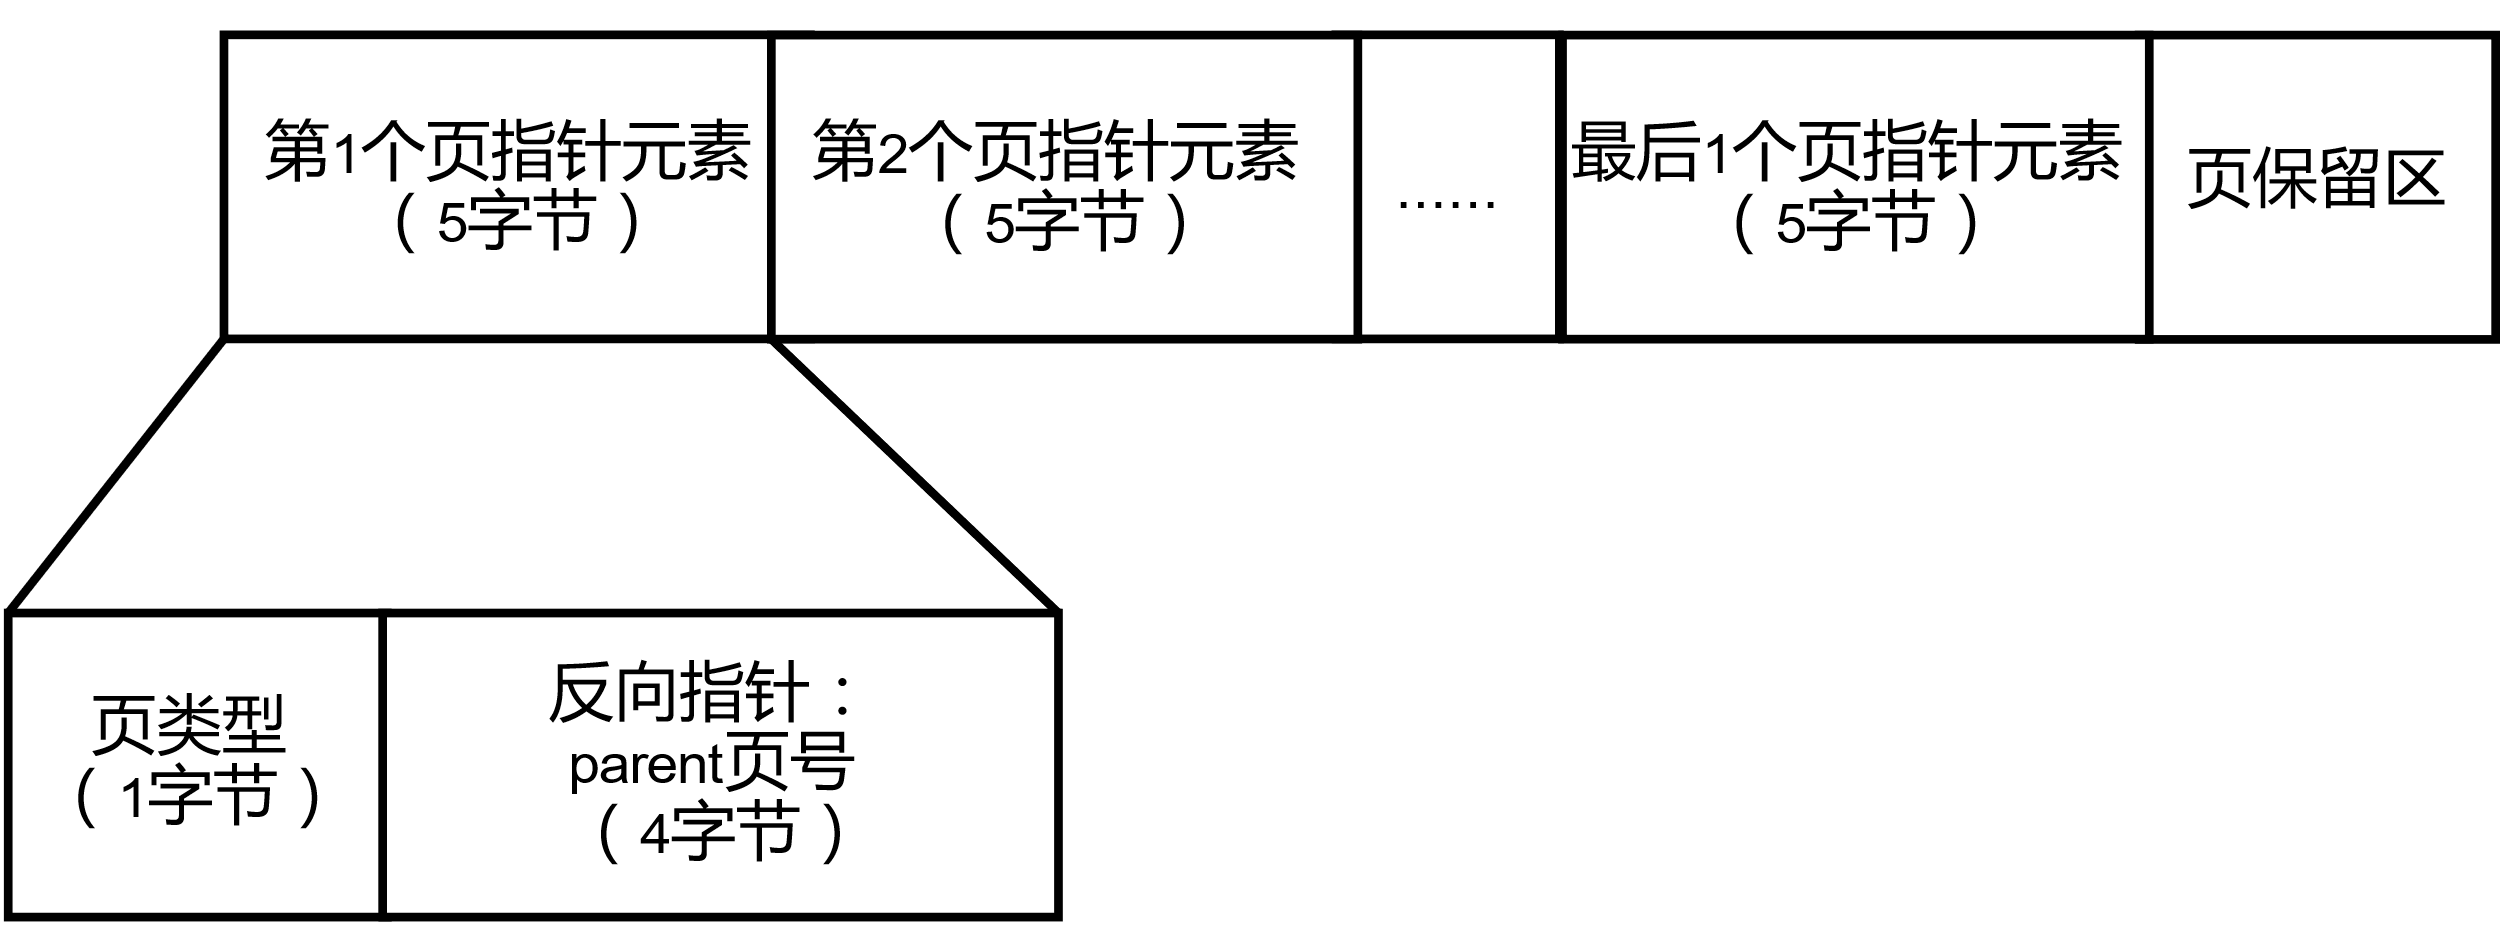 第1个页指针元素
（5字节）
第2个页指针元素
（5字节）
......
最后1个页指针元素
（5字节）
页保留区
页类型
（1字节）
反向指针：
parent页号
（4字节）